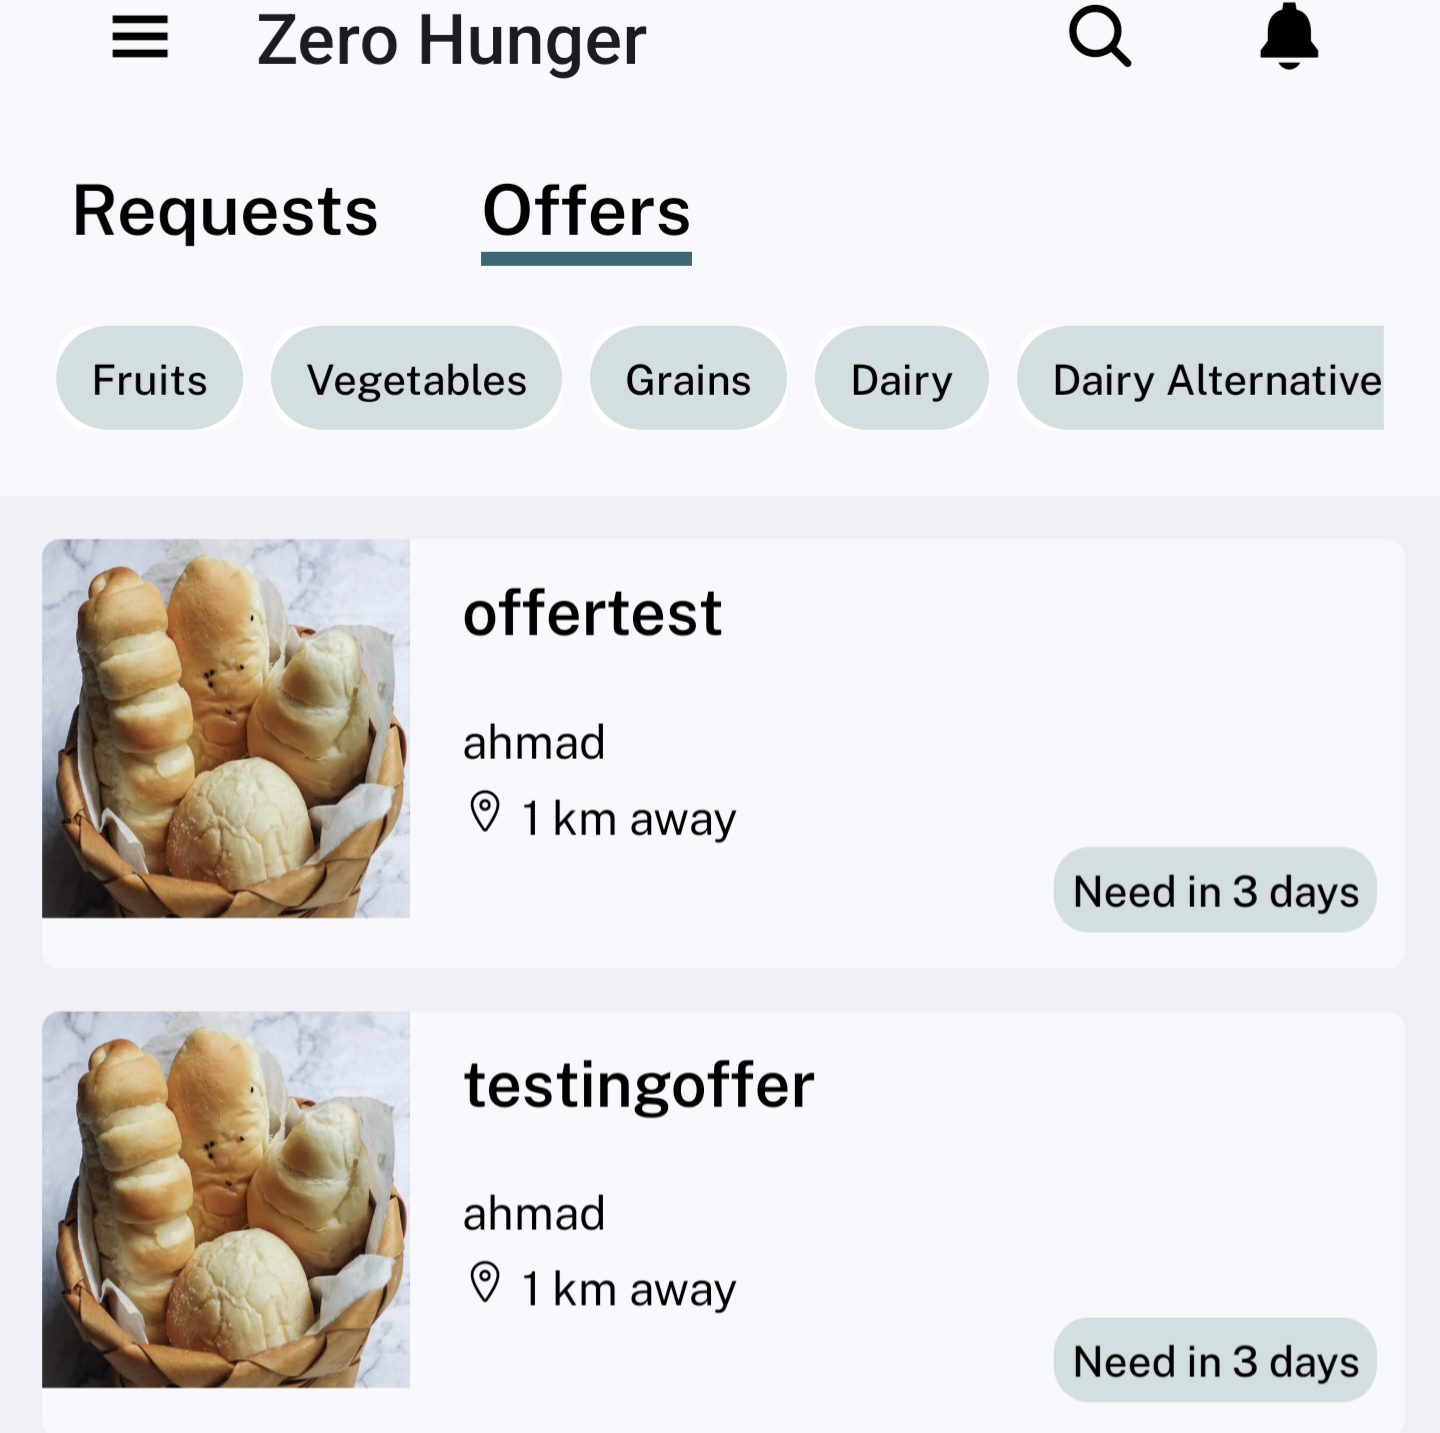 Zero Hunger
Requests Offers
Fruits Vegetables Grains Dairy Dairy Alternative
offertest
ahmad
1 km away
Need in 3 days
testingoffer
ahmad
1 km away
Need in 3 days